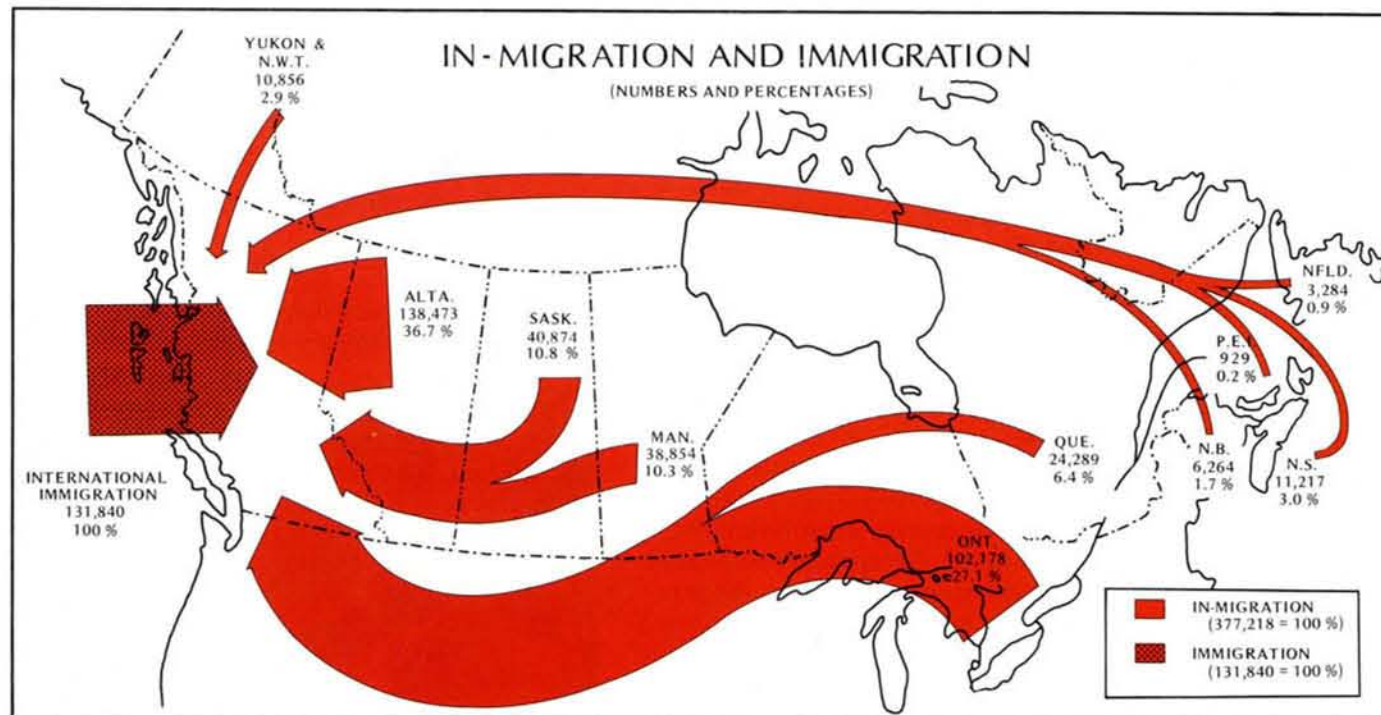 IN-MIGRATION AND IMMIGRATION
(NUMBERS AND PERCENTAGES)
YUKON &
N.W.T.
10,856
2.9 %
ALTA.
138,473
36.7 %
SASK.
40,874
10.8 %
MAN.
38,854
10.3 %
QUE.
24,289
6.4 %
ONT.
102,178
27.1 %
NFLD.
3,284
0.9 %
P.E.I.
929
0.2 %
N.B.
6,264
1.7 %
N.S.
11,217
3.0 %
INTERNATIONAL
IMMIGRATION
131,840
100 %
IN-MIGRATION
(377,218 = 100 %)
IMMIGRATION
(131,840 = 100 %)